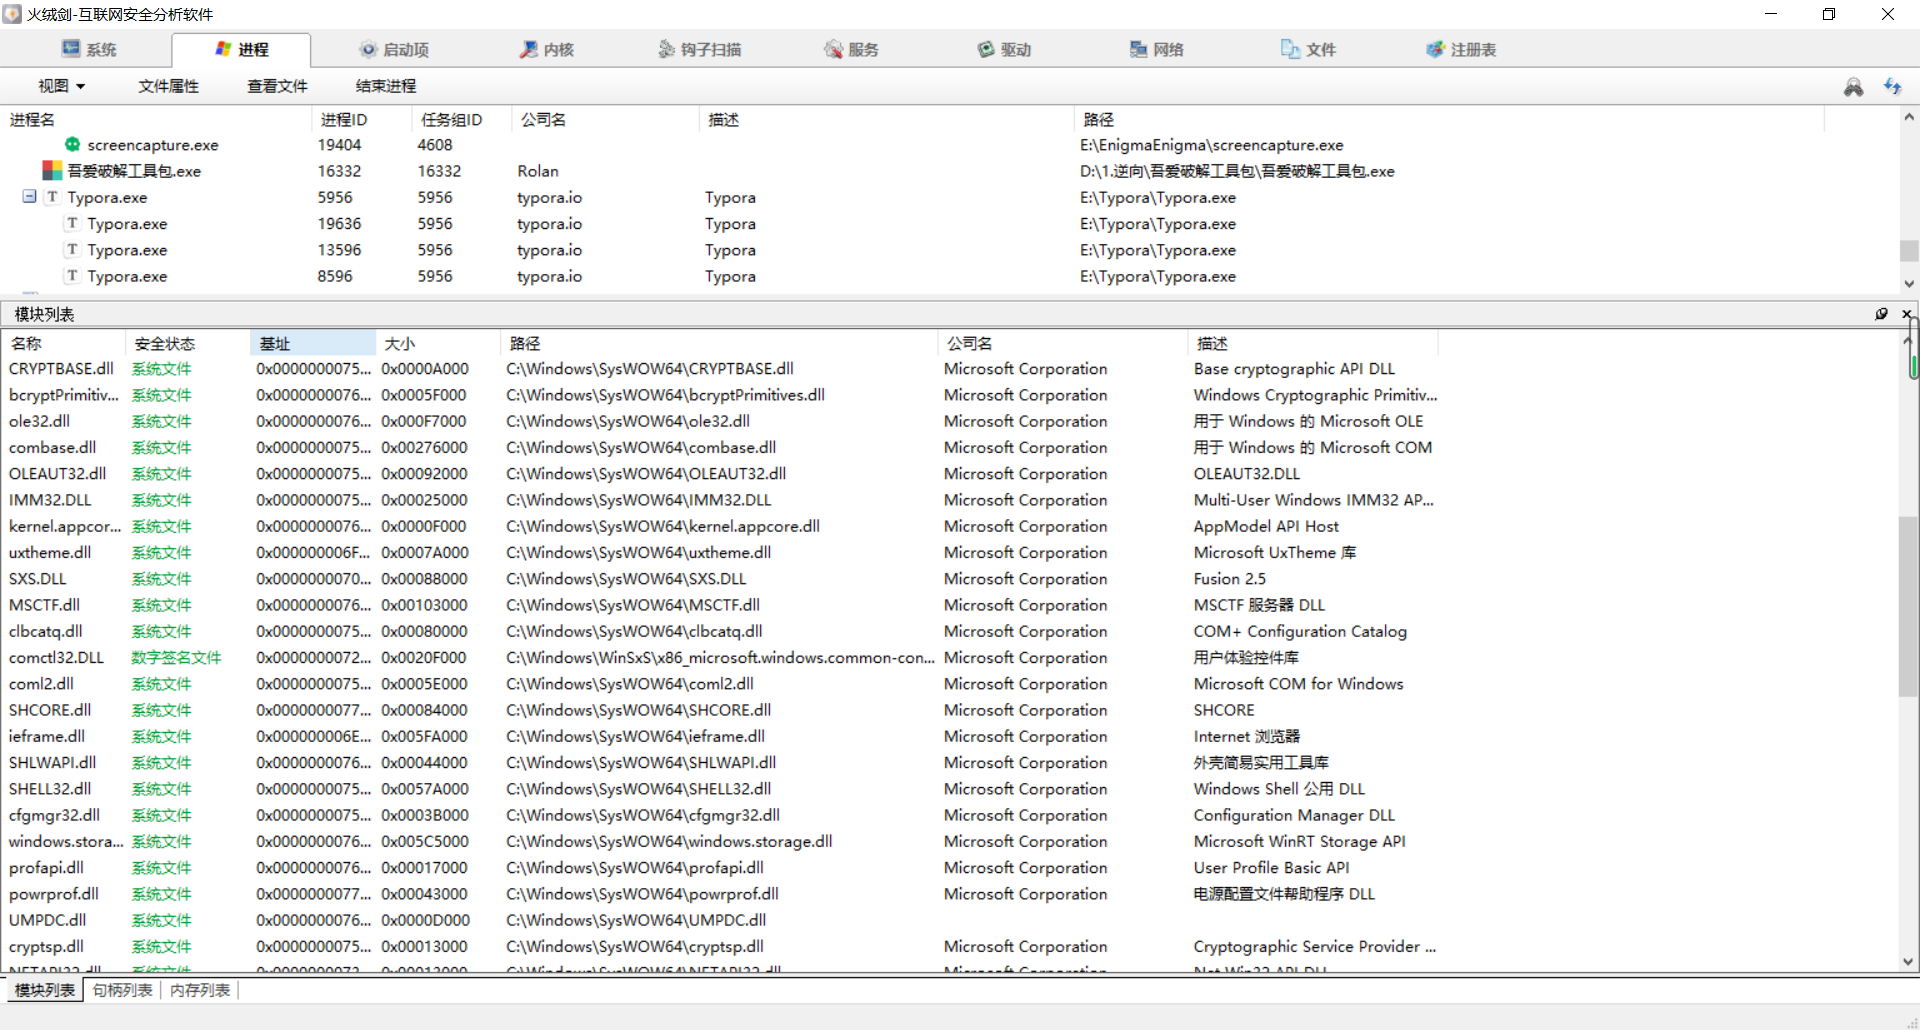 火绒剑-互联网安全分析软件
系统 进程 启动项 内核 钩子扫描 服务 驱动 网络 文件 注册表
视图 文件属性 查看文件 结束进程
进程名 进程ID 任务组ID 公司名 描述 路径
screencapture.exe 19404 4608 E:\EnigmaEnigma\screencapture.exe
吾爱破解工具包.exe 16332 16332 Rolan D:\1.逆向\吾爱破解工具包\吾爱破解工具包.exe
Typora.exe 5956 5956 typora.io Typora E:\Typora\Typora.exe
Typora.exe 19636 5956 typora.io Typora E:\Typora\Typora.exe
Typora.exe 13596 5956 typora.io Typora E:\Typora\Typora.exe
Typora.exe 8596 5956 typora.io Typora E:\Typora\Typora.exe
模块列表
名称 安全状态 基址 大小 路径 公司名 描述
CRYPTBASE.dll 系统文件 0x0000000075... 0x0000A000 C:\Windows\SysWOW64\CRYPTBASE.dll Microsoft Corporation Base cryptographic API DLL
bcryptPrimitiv... 系统文件 0x0000000076... 0x0005F000 C:\Windows\SysWOW64\bcryptPrimitives.dll Microsoft Corporation Windows Cryptographic Primitiv...
ole32.dll 系统文件 0x0000000076... 0x000F7000 C:\Windows\SysWOW64\ole32.dll Microsoft Corporation 用于 Windows 的 Microsoft OLE
combase.dll 系统文件 0x0000000075... 0x00276000 C:\Windows\SysWOW64\combase.dll Microsoft Corporation 用于 Windows 的 Microsoft COM
OLEAUT32.dll 系统文件 0x0000000075... 0x00092000 C:\Windows\SysWOW64\OLEAUT32.dll Microsoft Corporation OLEAUT32.DLL
IMM32.DLL 系统文件 0x0000000075... 0x00025000 C:\Windows\SysWOW64\IMM32.DLL Microsoft Corporation Multi-User Windows IMM32 AP...
kernel.appcor... 系统文件 0x0000000076... 0x0000F000 C:\Windows\SysWOW64\kernel.appcore.dll Microsoft Corporation AppModel API Host
uxtheme.dll 系统文件 0x000000006F... 0x0007A000 C:\Windows\SysWOW64\uxtheme.dll Microsoft Corporation Microsoft UxTheme 库
SXS.DLL 系统文件 0x0000000070... 0x00088000 C:\Windows\SysWOW64\SXS.DLL Microsoft Corporation Fusion 2.5
MSCTF.dll 系统文件 0x0000000076... 0x00103000 C:\Windows\SysWOW64\MSCTF.dll Microsoft Corporation MSCTF 服务器 DLL
clbcatq.dll 系统文件 0x0000000075... 0x00080000 C:\Windows\SysWOW64\clbcatq.dll Microsoft Corporation COM+ Configuration Catalog
comctl32.DLL 数字签名文件 0x0000000072... 0x0020F000 C:\Windows\WinSxS\x86_microsoft.windows.common-con... Microsoft Corporation 用户体验控件库
coml2.dll 系统文件 0x0000000075... 0x0005E000 C:\Windows\SysWOW64\coml2.dll Microsoft Corporation Microsoft COM for Windows
SHCORE.dll 系统文件 0x0000000077... 0x00084000 C:\Windows\SysWOW64\SHCORE.dll Microsoft Corporation SHCORE
ieframe.dll 系统文件 0x000000006E... 0x005FA000 C:\Windows\SysWOW64\ieframe.dll Microsoft Corporation Internet 浏览器
SHLWAPI.dll 系统文件 0x0000000076... 0x00044000 C:\Windows\SysWOW64\SHLWAPI.dll Microsoft Corporation 外壳简易实用工具库
SHELL32.dll 系统文件 0x0000000075... 0x0057A000 C:\Windows\SysWOW64\SHELL32.dll Microsoft Corporation Windows Shell 公用 DLL
cfgmgr32.dll 系统文件 0x0000000075... 0x0003B000 C:\Windows\SysWOW64\cfgmgr32.dll Microsoft Corporation Configuration Manager DLL
windows.stora... 系统文件 0x0000000076... 0x005C5000 C:\Windows\SysWOW64\windows.storage.dll Microsoft Corporation Microsoft WinRT Storage API
profapi.dll 系统文件 0x0000000076... 0x00017000 C:\Windows\SysWOW64\profapi.dll Microsoft Corporation User Profile Basic API
powrprof.dll 系统文件 0x0000000077... 0x00043000 C:\Windows\SysWOW64\powrprof.dll Microsoft Corporation 电源配置文件帮助程序 DLL
UMPDC.dll 系统文件 0x0000000076... 0x0000D000 C:\Windows\SysWOW64\UMPDC.dll
cryptsp.dll 系统文件 0x0000000075... 0x00013000 C:\Windows\SysWOW64\cryptsp.dll Microsoft Corporation Cryptographic Service Provider ...
NETAPI32.dll 系统文件 0x0000000073... 0x00013000 C:\Windows\SysWOW64\NETAPI32.dll Microsoft Corporation Net Win32 API DLL
模块列表 句柄列表 内存列表